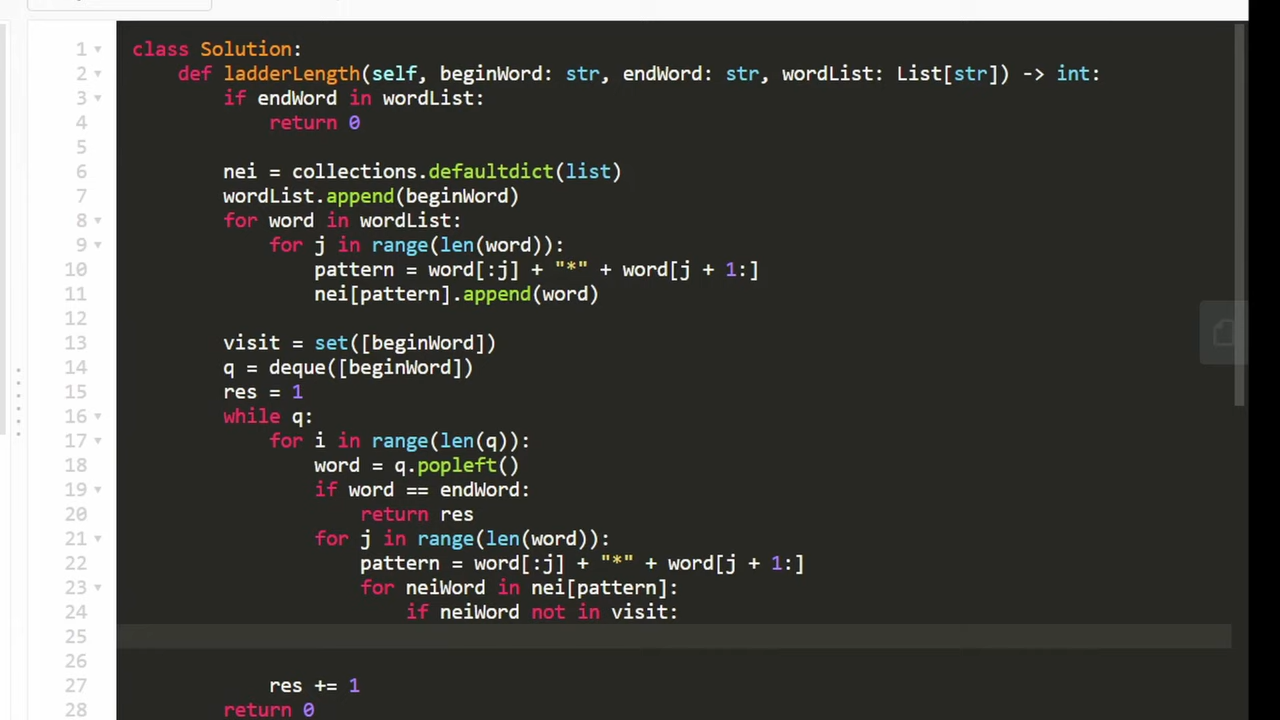 1 class Solution:
2 def ladderLength(self, beginWord: str, endWord: str, wordList: List[str]) -> int:
3 if endWord in wordList:
4 return 0
5
6 nei = collections.defaultdict(list)
7 wordList.append(beginWord)
8 for word in wordList:
9 for j in range(len(word)):
10 pattern = word[:j] + "*" + word[j + 1:]
11 nei[pattern].append(word)
12
13 visit = set([beginWord])
14 q = deque([beginWord])
15 res = 1
16 while q:
17 for i in range(len(q)):
18 word = q.popleft()
19 if word == endWord:
20 return res
21 for j in range(len(word)):
22 pattern = word[:j] + "*" + word[j + 1:]
23 for neiWord in nei[pattern]:
24 if neiWord not in visit:
25
26
27 res += 1
28 return 0